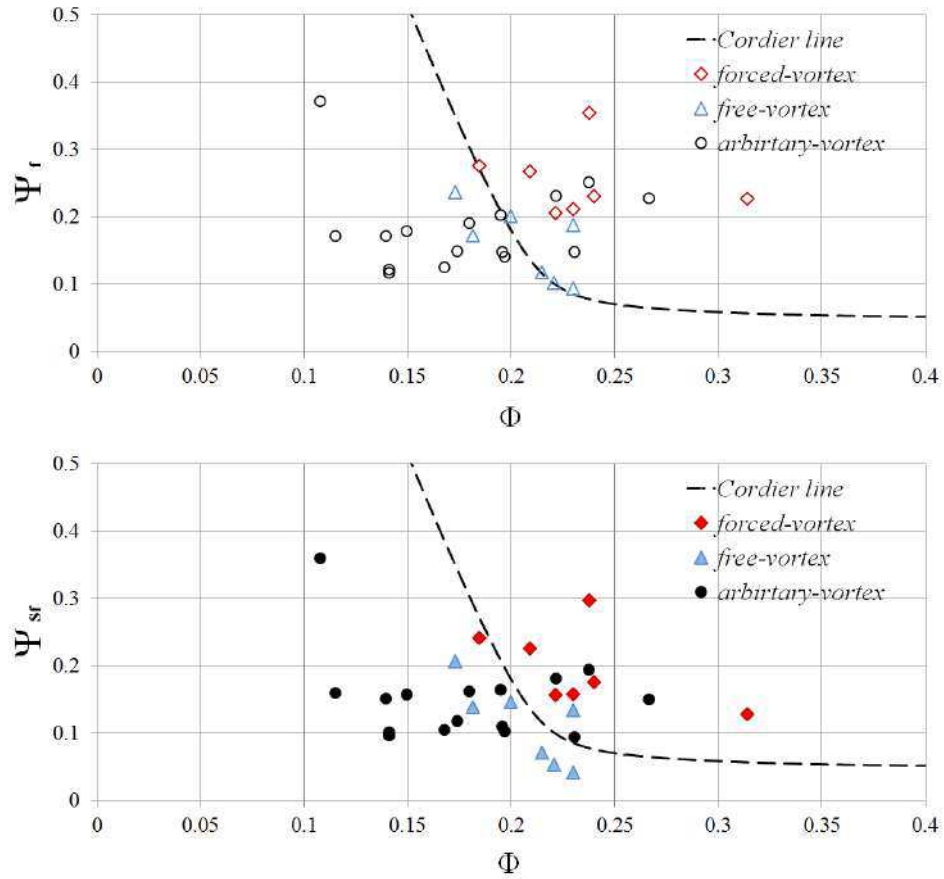 0.5
0.4
0.3
0.2
0.1
0
Ψf
Cordier line
forced-vortex
free-vortex
arbirtary-vortex
0 0.05 0.1 0.15 0.2 0.25 0.3 0.35 0.4
Φ
0.5
0.4
0.3
0.2
0.1
0
Ψsf
Cordier line
forced-vortex
free-vortex
arbirtary-vortex
0 0.05 0.1 0.15 0.2 0.25 0.3 0.35 0.4
Φ